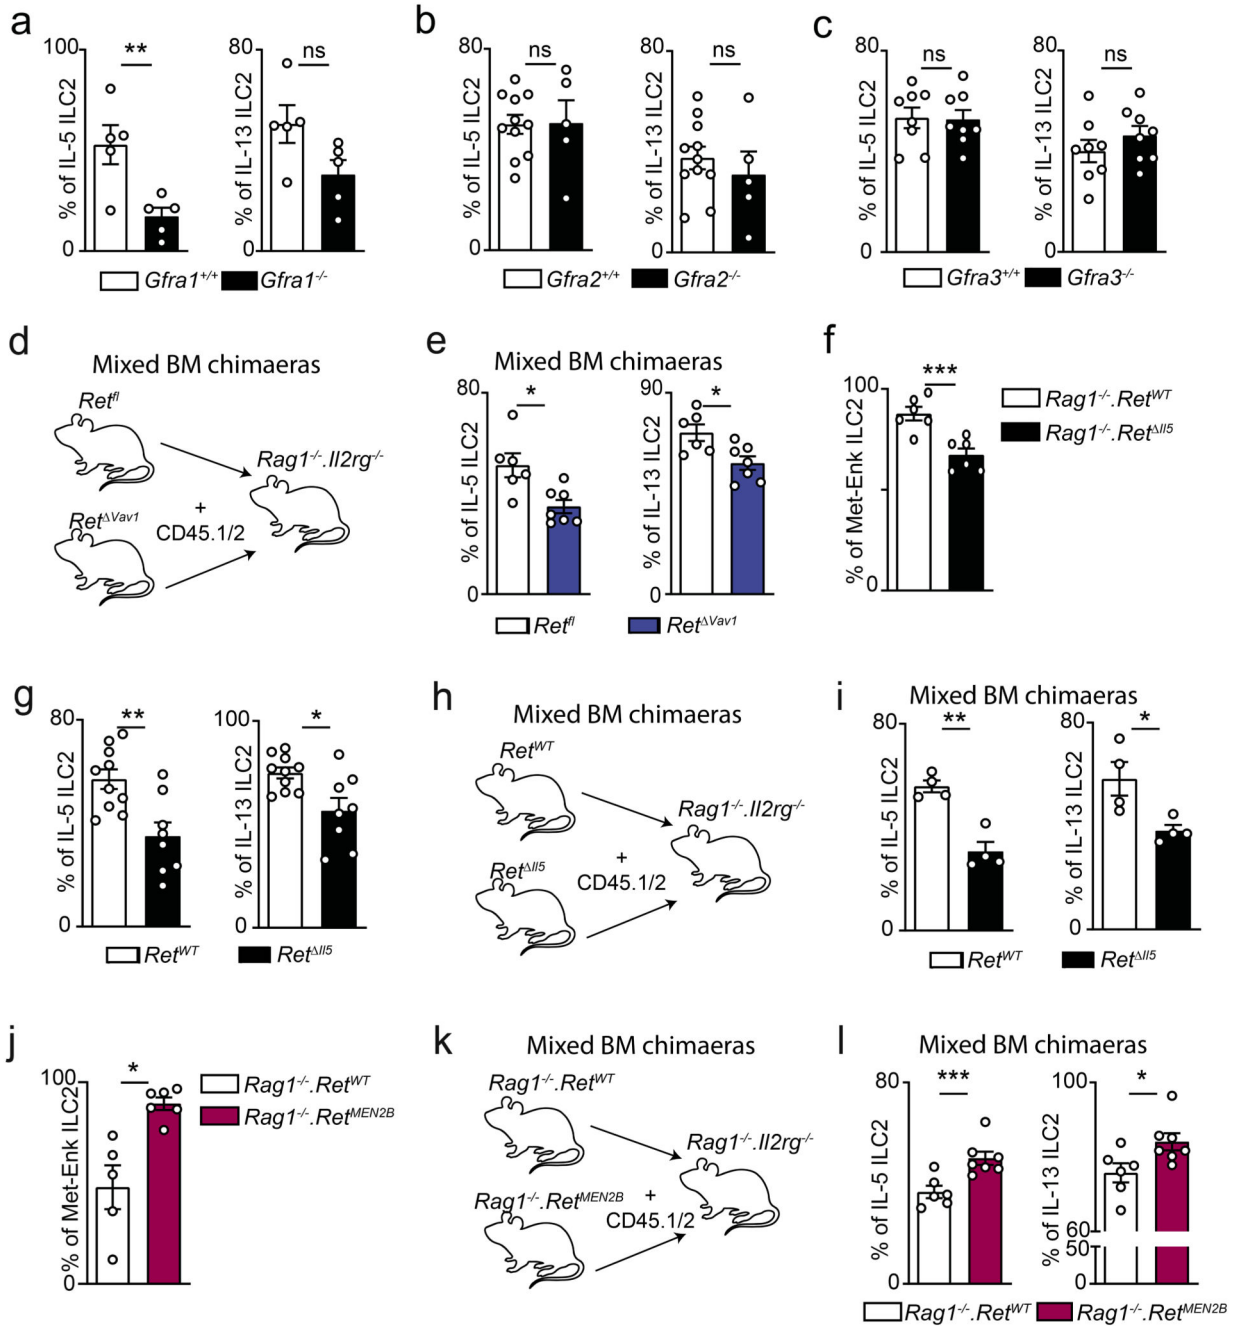 a
100
**
% of IL-5 ILC2
0
80
ns
% of IL-13 ILC2
0
Gfra1+/+ Gfra1-/-
b
80
ns
% of IL-5 ILC2
0
80
ns
% of IL-13 ILC2
0
Gfra2+/+ Gfra2-/-
c
80
ns
% of IL-5 ILC2
0
80
ns
% of IL-13 ILC2
0
Gfra3+/+ Gfra3-/-
d
Mixed BM chimaeras
Retfl
Rag1-/-.Il2rg-/-
+
CD45.1/2
RetΔVav1
e
Mixed BM chimaeras
80
*
% of IL-5 ILC2
0
90
*
% of IL-13 ILC2
0
Retfl RetΔVav1
f
100
***
% of Met-Enk ILC2
0
Rag1-/-.RetWT
Rag1-/-.RetΔIl5
g
80
**
% of IL-5 ILC2
0
100
*
% of IL-13 ILC2
0
RetWT RetΔIl5
h
Mixed BM chimaeras
RetWT
Rag1-/-.Il2rg-/-
+
CD45.1/2
RetΔIl5
i
Mixed BM chimaeras
80
**
% of IL-5 ILC2
0
80
*
% of IL-13 ILC2
0
RetWT RetΔIl5
j
100
*
% of Met-Enk ILC2
0
Rag1-/-.RetWT
Rag1-/-.RetMEN2B
k
Mixed BM chimaeras
Rag1-/-.RetWT
Rag1-/-.Il2rg-/-
Rag1-/-.RetMEN2B
+
CD45.1/2
l
Mixed BM chimaeras
80
***
% of IL-5 ILC2
0
100
*
% of IL-13 ILC2
60
50
0
Rag1-/-.RetWT Rag1-/-.RetMEN2B